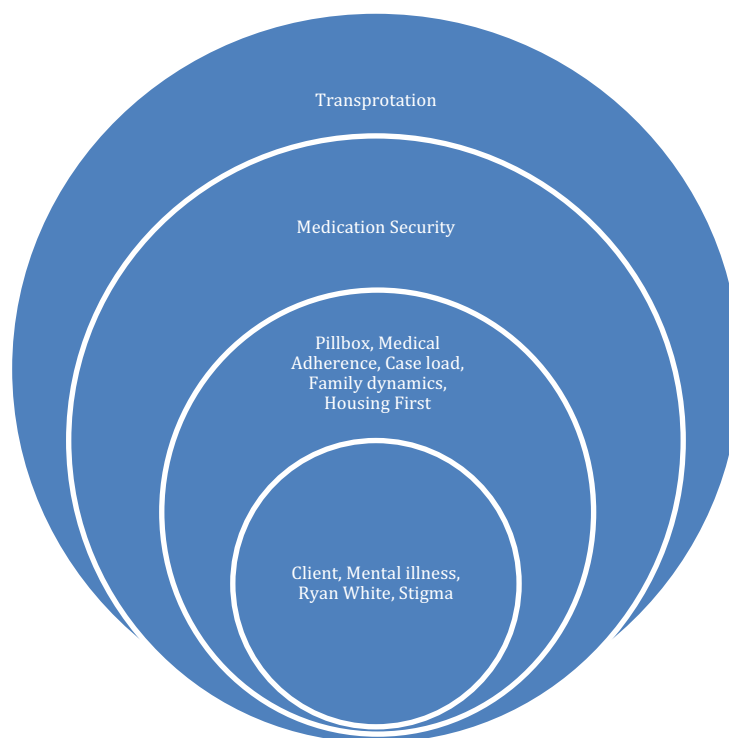 Transprotation
Medication Security
Pillbox, Medical
Adherence, Case load,
Family dynamics,
Housing First
Client, Mental illness,
Ryan White, Stigma